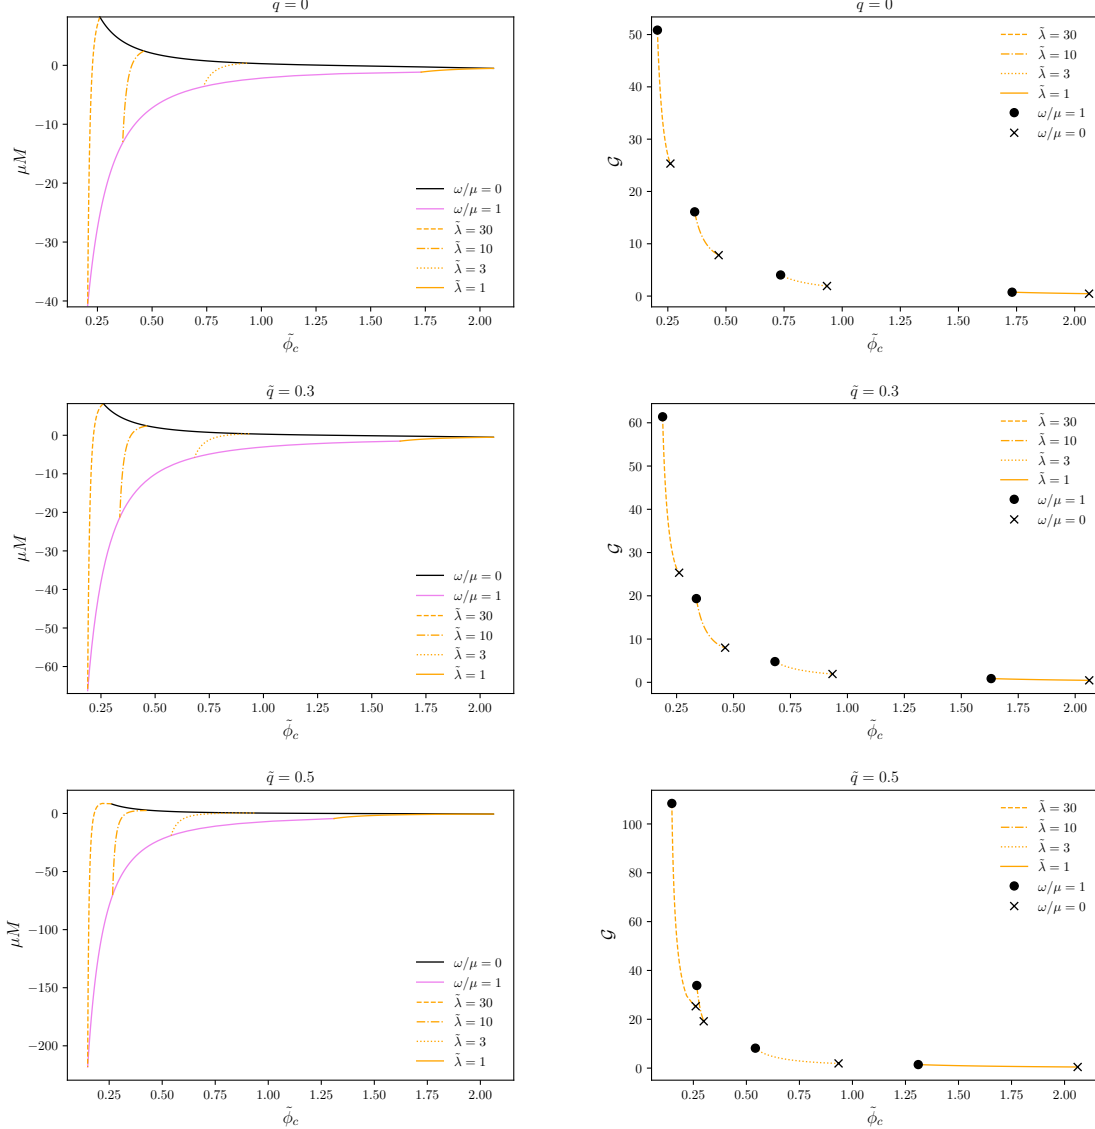 q = 0
μM
0
−10
−20
−30
−40
ω/μ = 0
ω/μ = 1
λ̃ = 30
λ̃ = 10
λ̃ = 3
λ̃ = 1
0.25 0.50 0.75 1.00 1.25 1.50 1.75 2.00
ϕ̃_c
q = 0
𝒢
50
40
30
20
10
0
λ̃ = 30
λ̃ = 10
λ̃ = 3
λ̃ = 1
ω/μ = 1
ω/μ = 0
0.25 0.50 0.75 1.00 1.25 1.50 1.75 2.00
ϕ̃_c
q̃ = 0.3
μM
0
−10
−20
−30
−40
−50
−60
ω/μ = 0
ω/μ = 1
λ̃ = 30
λ̃ = 10
λ̃ = 3
λ̃ = 1
0.25 0.50 0.75 1.00 1.25 1.50 1.75 2.00
ϕ̃_c
q̃ = 0.3
𝒢
60
50
40
30
20
10
0
λ̃ = 30
λ̃ = 10
λ̃ = 3
λ̃ = 1
ω/μ = 1
ω/μ = 0
0.25 0.50 0.75 1.00 1.25 1.50 1.75 2.00
ϕ̃_c
q̃ = 0.5
μM
0
−50
−100
−150
−200
ω/μ = 0
ω/μ = 1
λ̃ = 30
λ̃ = 10
λ̃ = 3
λ̃ = 1
0.25 0.50 0.75 1.00 1.25 1.50 1.75 2.00
ϕ̃_c
q̃ = 0.5
𝒢
100
80
60
40
20
0
λ̃ = 30
λ̃ = 10
λ̃ = 3
λ̃ = 1
ω/μ = 1
ω/μ = 0
0.25 0.50 0.75 1.00 1.25 1.50 1.75 2.00
ϕ̃_c